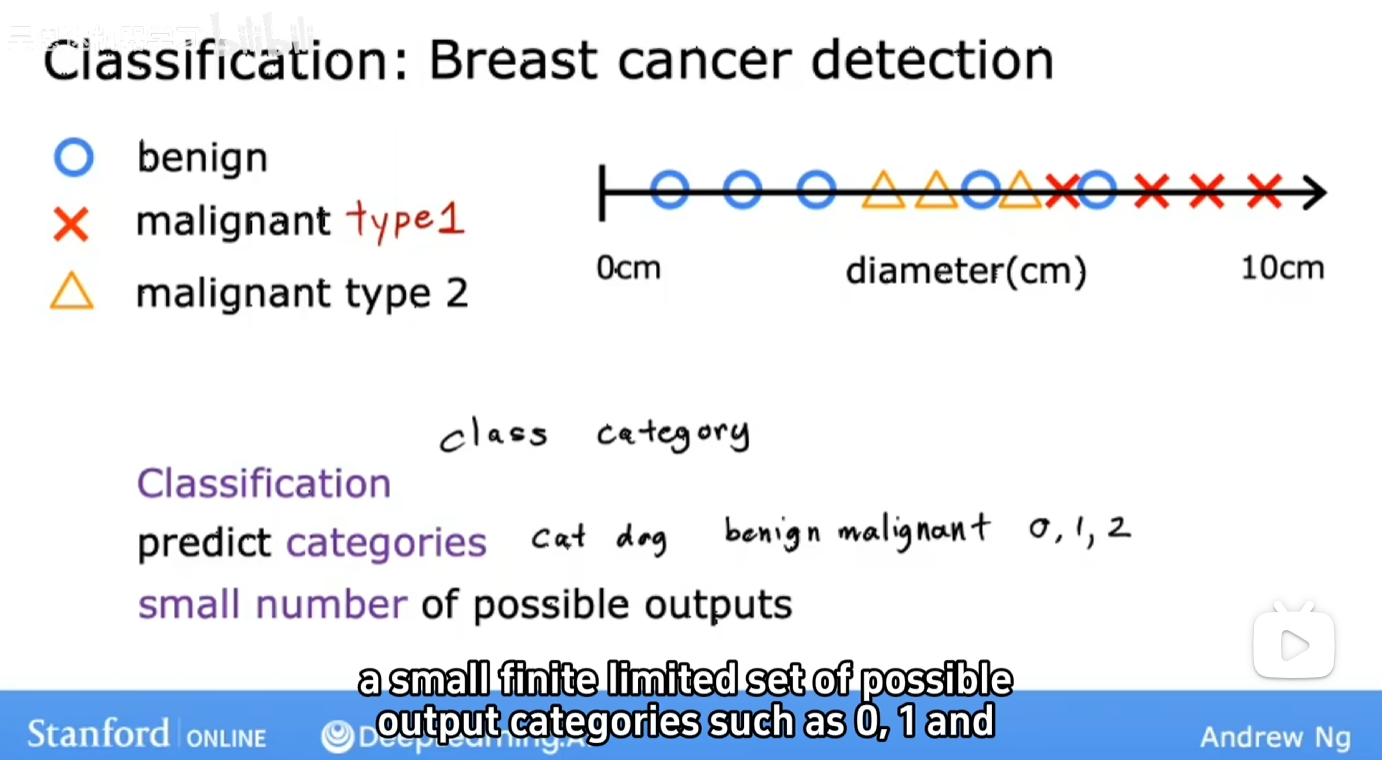 bilibili
Classification: Breast cancer detection
benign
malignant type1
malignant type 2
0cm
diameter(cm)
10cm
class category
Classification
predict categories cat dog benign malignant 0, 1, 2
small number of possible outputs
a small finite limited set of possible
output categories such as 0, 1 and
Stanford ONLINE
DeepLearning.A
Andrew Ng